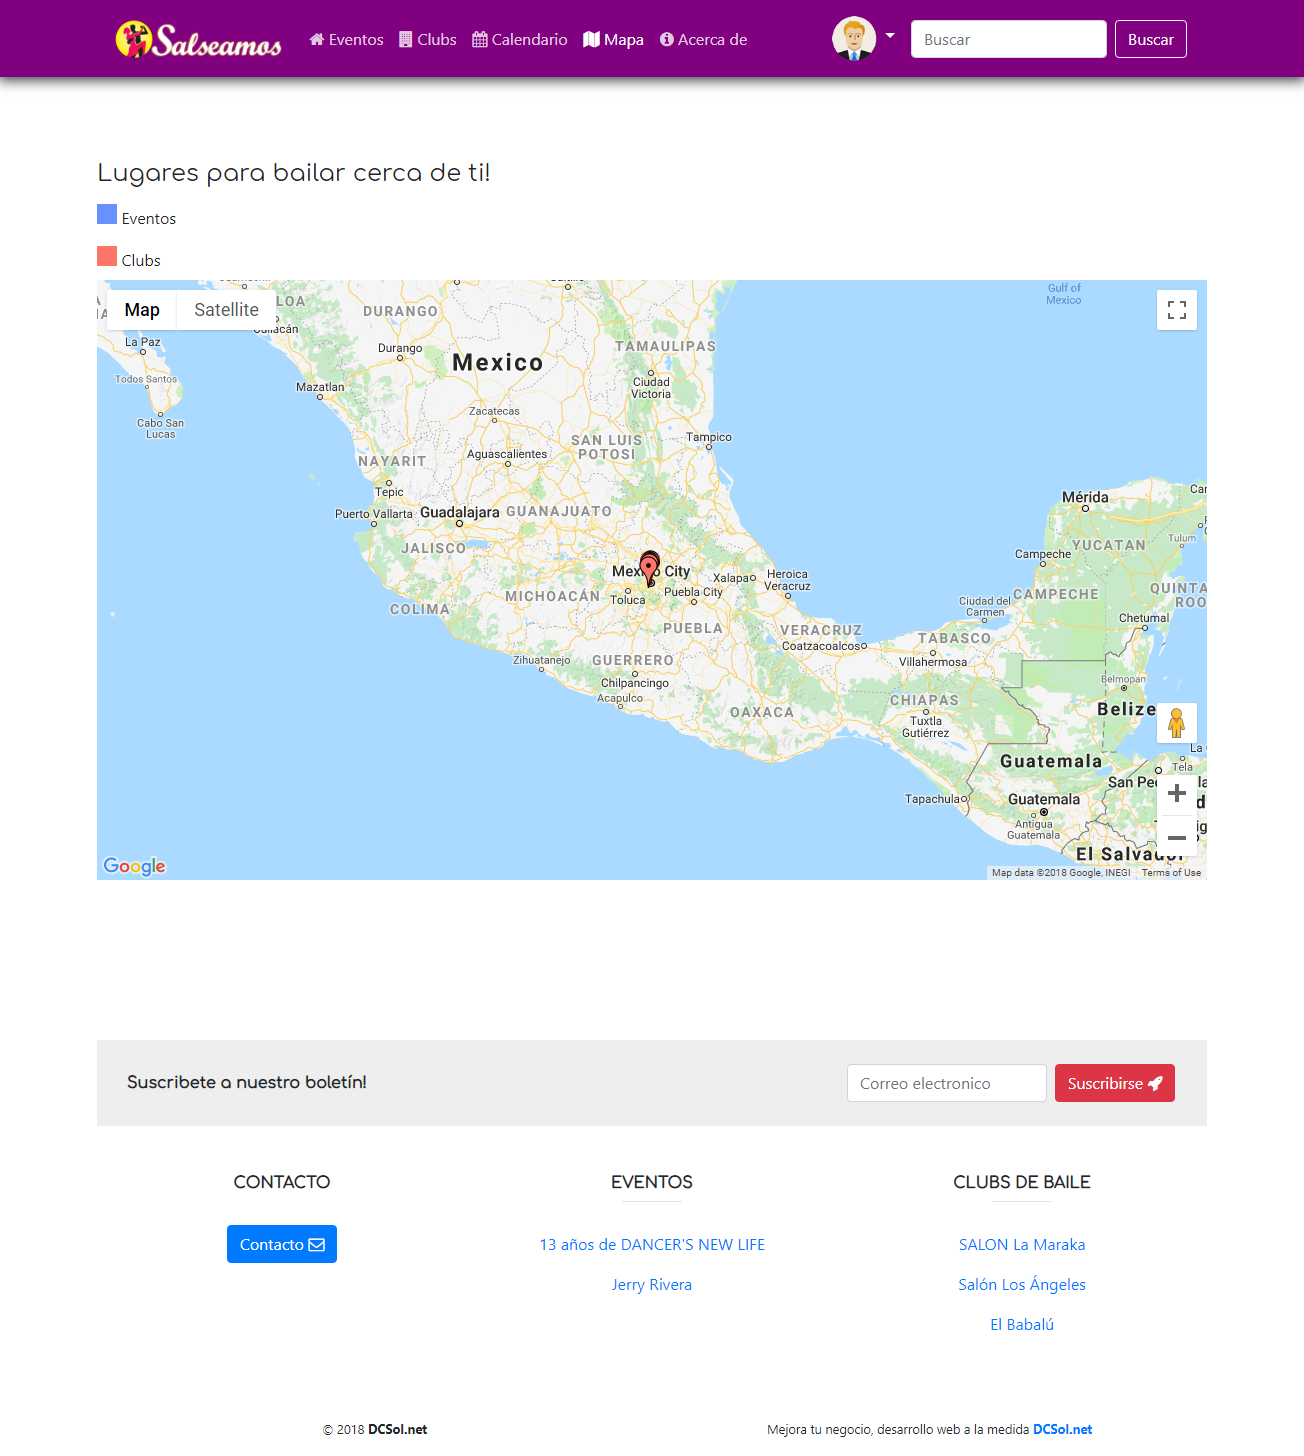 Salseamos
Eventos
Clubs
Calendario
Mapa
Acerca de
Buscar
Buscar
Lugares para bailar cerca de ti!
Eventos
Clubs
Map
Satellite
Gulf of
Mexico
DURANGO
TAMAULIPAS
La Paz
Durango
Mexico
Todos Santos
Mazatlan
Ciudad
Victoria
Cabo San
Lucas
Zacatecas
SAN LUIS
POTOSI
Tampico
NAYARIT
Aguascalientes
Tepic
Mérida
Puerto Vallarta
Guadalajara
GUANAJUATO
JALISCO
YUCATAN
Tulum
Campeche
Mexico City
Xalapa
Heroica
Veracruz
Toluca
Puebla City
MICHOACÁN
CAMPECHE
QUINTA
ROO
COLIMA
Ciudad del
Carmen
Chetumal
PUEBLA
VERACRUZ
TABASCO
Coatzacoalcos
Zihuatanejo
GUERRERO
Villahermosa
Chilpancingo
Belmopan
Acapulco
OAXACA
CHIAPAS
Belize
Tuxtla
Gutiérrez
Guatemala
La C
Tela
San Pe
Tapachula
Guatemala
Antigua
Guatemala
El Salvador
Google
Map data ©2018 Google, INEGI
Terms of Use
Suscribete a nuestro boletín!
Correo electronico
Suscribirse
CONTACTO
EVENTOS
CLUBS DE BAILE
Contacto
13 años de DANCER'S NEW LIFE
SALON La Maraka
Jerry Rivera
Salón Los Ángeles
El Babalú
© 2018 DCSol.net
Mejora tu negocio, desarrollo web a la medida DCSol.net